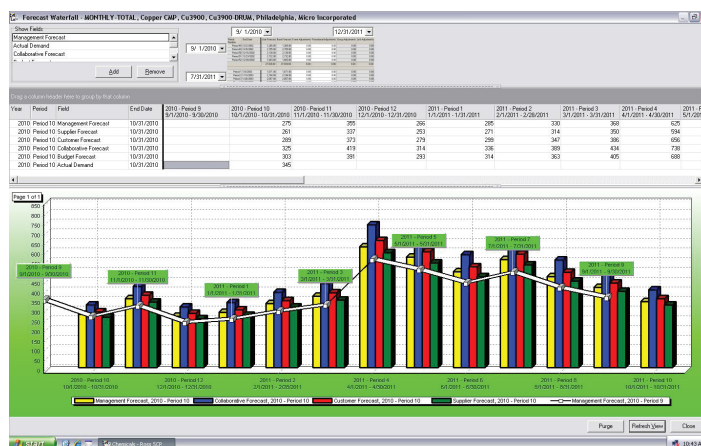 Forecast Waterfall - MONTHLY-TOTAL, Copper CMP, Cu3900, Cu3900-DRUM, Philadelphia, Micro Incorporated
Show Fields
Management Forecast
Actual Demand
Collaborative Forecast
Add Remove
9/ 1/2010
7/31/2011
9/ 1/2010 12/31/2011
Drag a column header here to group by that column
Year Period Field End Date 2010 - Period 9 2010 - Period 10 2010 - Period 11 2010 - Period 12 2011 - Period 1 2011 - Period 2 2011 - Period 3 2011 - Period 4 2011 -
9/1/2010 - 9/30/2010 10/1/2010 - 10/31/2010 11/1/2010 - 11/30/2010 12/1/2010 - 12/31/2010 1/1/2011 - 1/31/2011 2/1/2011 - 2/28/2011 3/1/2011 - 3/31/2011 4/1/2011 - 4/30/2011 5/1/2011
2010 Period 10 Management Forecast 10/31/2010 275 355 266 285 330 368 625
2010 Period 10 Supplier Forecast 10/31/2010 261 337 253 271 314 350 594
2010 Period 10 Customer Forecast 10/31/2010 289 373 279 299 347 386 656
2010 Period 10 Collaborative Forecast 10/31/2010 325 419 314 336 389 434 738
2010 Period 10 Budget Forecast 10/31/2010 303 391 293 314 363 405 688
2010 Period 10 Actual Demand 10/31/2010 345
Page 1 of 1
850
800
750
700
650
600
550
500
450
400
350
300
250
200
150
100
50
0
2010 - Period 9
9/1/2010 - 9/30/2010
2010 - Period 11
11/1/2010 - 11/30/2010
2011 - Period 1
1/1/2011 - 1/31/2011
2011 - Period 3
3/1/2011 - 3/31/2011
2011 - Period 5
5/1/2011 - 5/31/2011
2011 - Period 7
7/1/2011 - 7/31/2011
2011 - Period 9
9/1/2011 - 9/30/2011
2010 - Period 10 2010 - Period 12 2011 - Period 2 2011 - Period 4 2011 - Period 6 2011 - Period 8 2011 - Period 10
10/1/2010 - 10/31/2010 12/1/2010 - 12/31/2010 2/1/2011 - 2/28/2011 4/1/2011 - 4/30/2011 6/1/2011 - 6/30/2011 8/1/2011 - 8/31/2011 10/1/2011 - 10/31/2011
Management Forecast, 2010 - Period 10 Collaborative Forecast, 2010 - Period 10 Customer Forecast, 2010 - Period 10 Supplier Forecast, 2010 - Period 10 Management Forecast, 2010 - Period 9
Purge Refresh View Close
Start 10:43 A